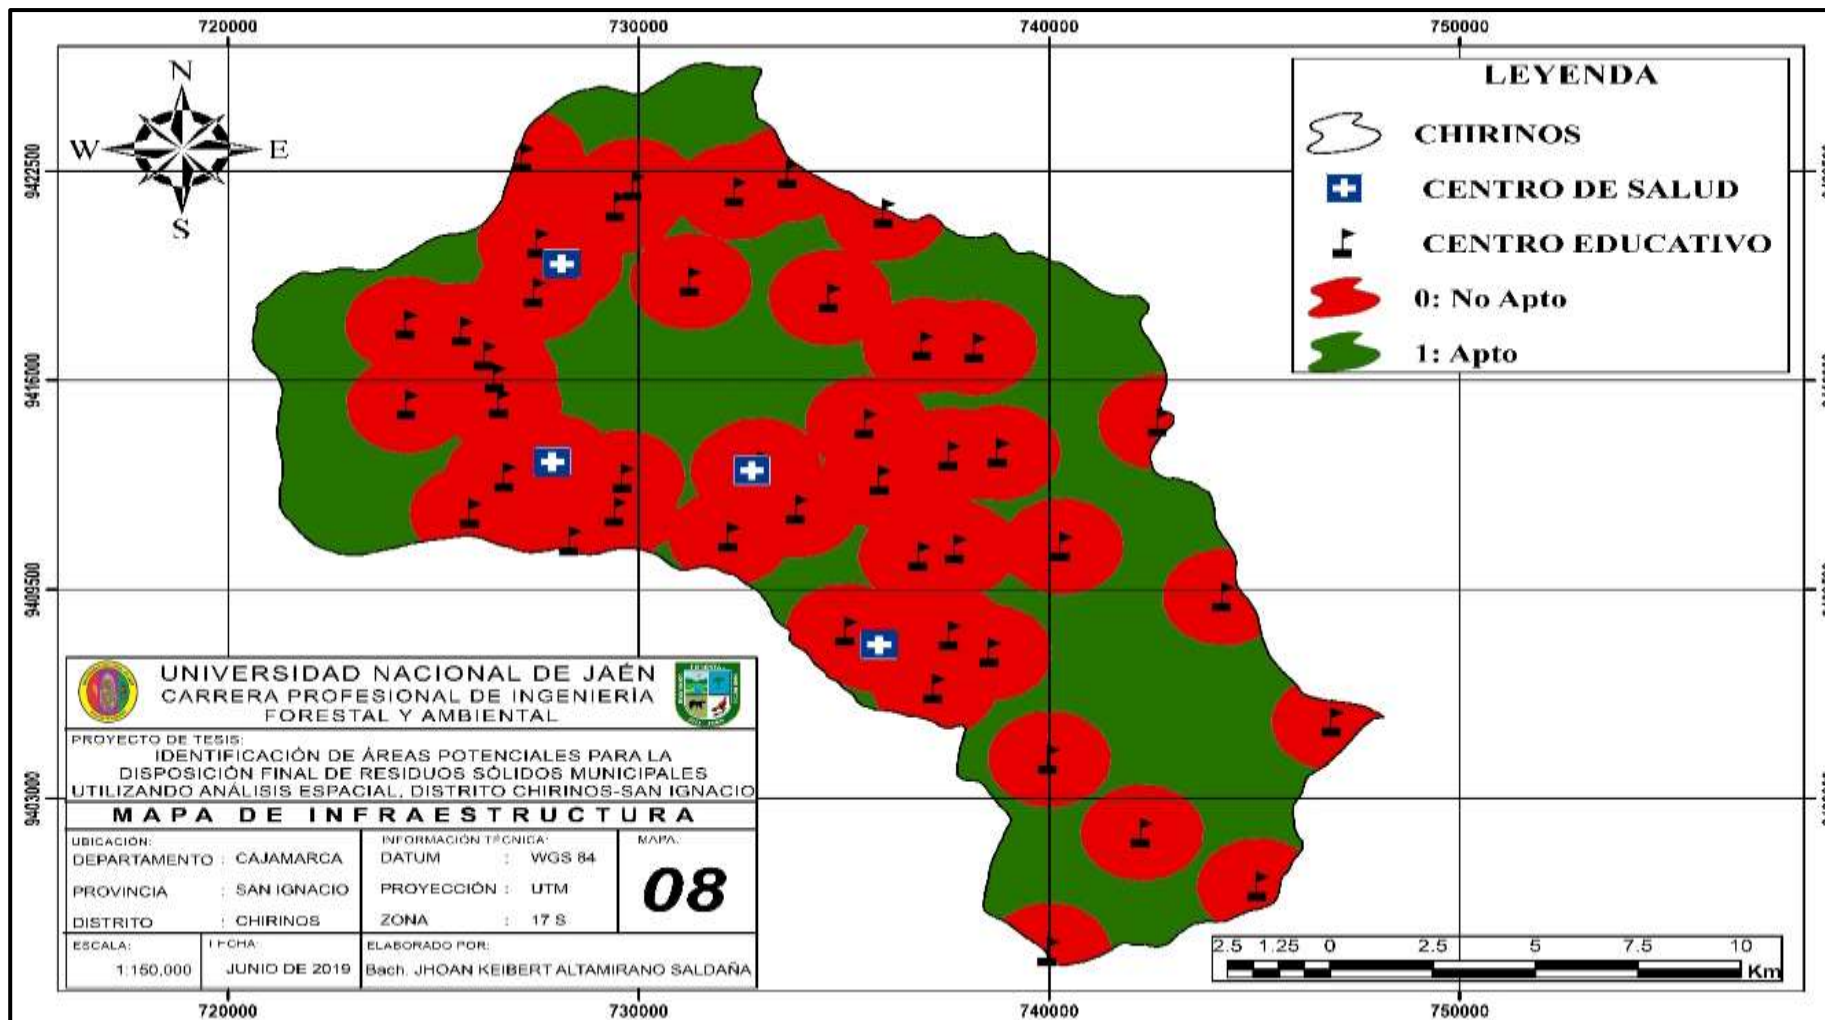 720000
730000
740000
750000
N
W
E
S
9422500
9416000
9409500
9403000
LEYENDA
CHIRINOS
CENTRO DE SALUD
CENTRO EDUCATIVO
0: No Apto
1: Apto
UNIVERSIDAD NACIONAL DE JAÉN
CARRERA PROFESIONAL DE INGENIERÍA
FORESTAL Y AMBIENTAL
PROYECTO DE TESIS:
IDENTIFICACIÓN DE ÁREAS POTENCIALES PARA LA
DISPOSICIÓN FINAL DE RESIDUOS SÓLIDOS MUNICIPALES
UTILIZANDO ANÁLISIS ESPACIAL, DISTRITO CHIRINOS-SAN IGNACIO
MAPA DE INFRAESTRUCTURA
UBICACIÓN:
DEPARTAMENTO : CAJAMARCA
PROVINCIA : SAN IGNACIO
DISTRITO : CHIRINOS
INFORMACIÓN TÉCNICA:
DATUM : WGS 84
PROYECCIÓN : UTM
ZONA : 17 S
MAPA:
08
ESCALA:
1:150,000
FECHA:
JUNIO DE 2019
ELABORADO POR:
Bach. JHOAN KEIBERT ALTAMIRANO SALDAÑA
2.5 1.25 0 2.5 5 7.5 10
Km
720000
730000
740000
750000